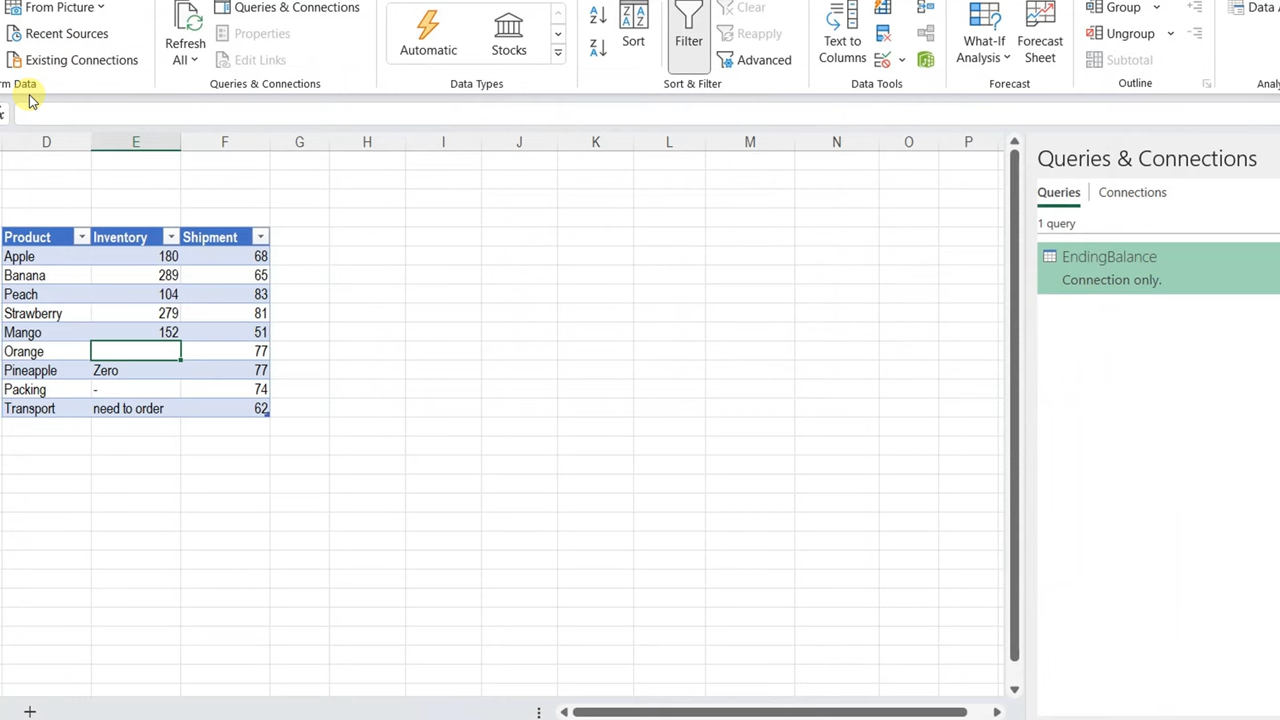 From Picture
Recent Sources
Existing Connections
rm Data
Refresh
All
Queries & Connections
Properties
Edit Links
Queries & Connections
Automatic
Stocks
Data Types
Sort
Filter
Clear
Reapply
Advanced
Sort & Filter
Text to
Columns
Data Tools
What-If
Analysis
Forecast
Sheet
Forecast
Group
Ungroup
Subtotal
Outline
Data A
Analy
D E F G H I J K L M N O P
Product Inventory Shipment
Apple 180 68
Banana 289 65
Peach 104 83
Strawberry 279 81
Mango 152 51
Orange 77
Pineapple Zero 77
Packing - 74
Transport need to order 62
Queries & Connections
Queries Connections
1 query
EndingBalance
Connection only.